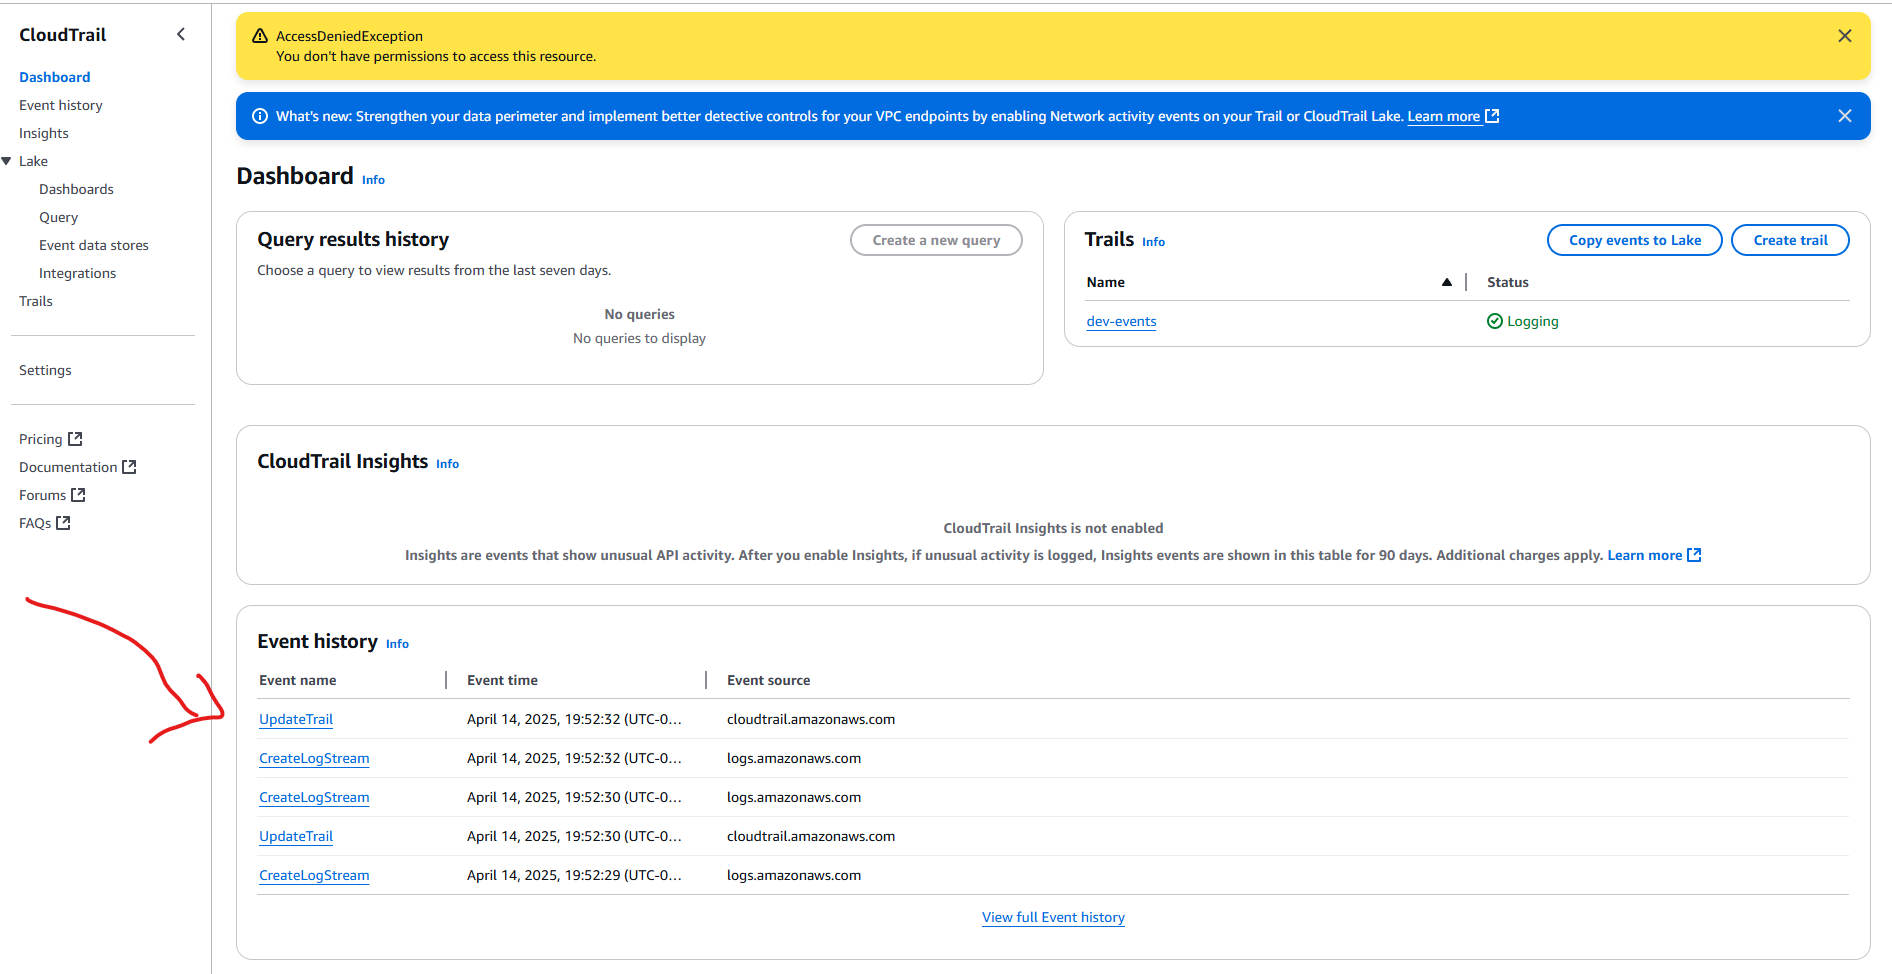 CloudTrail
Dashboard
Event history
Insights
Lake
Dashboards
Query
Event data stores
Integrations
Trails
Settings
Pricing
Documentation
Forums
FAQs
AccessDeniedException
You don't have permissions to access this resource.
What's new: Strengthen your data perimeter and implement better detective controls for your VPC endpoints by enabling Network activity events on your Trail or CloudTrail Lake. Learn more
Dashboard Info
Query results history
Create a new query
Choose a query to view results from the last seven days.
No queries
No queries to display
Trails Info
Copy events to Lake
Create trail
Name Status
dev-events Logging
CloudTrail Insights Info
CloudTrail Insights is not enabled
Insights are events that show unusual API activity. After you enable Insights, if unusual activity is logged, Insights events are shown in this table for 90 days. Additional charges apply. Learn more
Event history Info
Event name Event time Event source
UpdateTrail April 14, 2025, 19:52:32 (UTC-0... cloudtrail.amazonaws.com
CreateLogStream April 14, 2025, 19:52:32 (UTC-0... logs.amazonaws.com
CreateLogStream April 14, 2025, 19:52:30 (UTC-0... logs.amazonaws.com
UpdateTrail April 14, 2025, 19:52:30 (UTC-0... cloudtrail.amazonaws.com
CreateLogStream April 14, 2025, 19:52:29 (UTC-0... logs.amazonaws.com
View full Event history